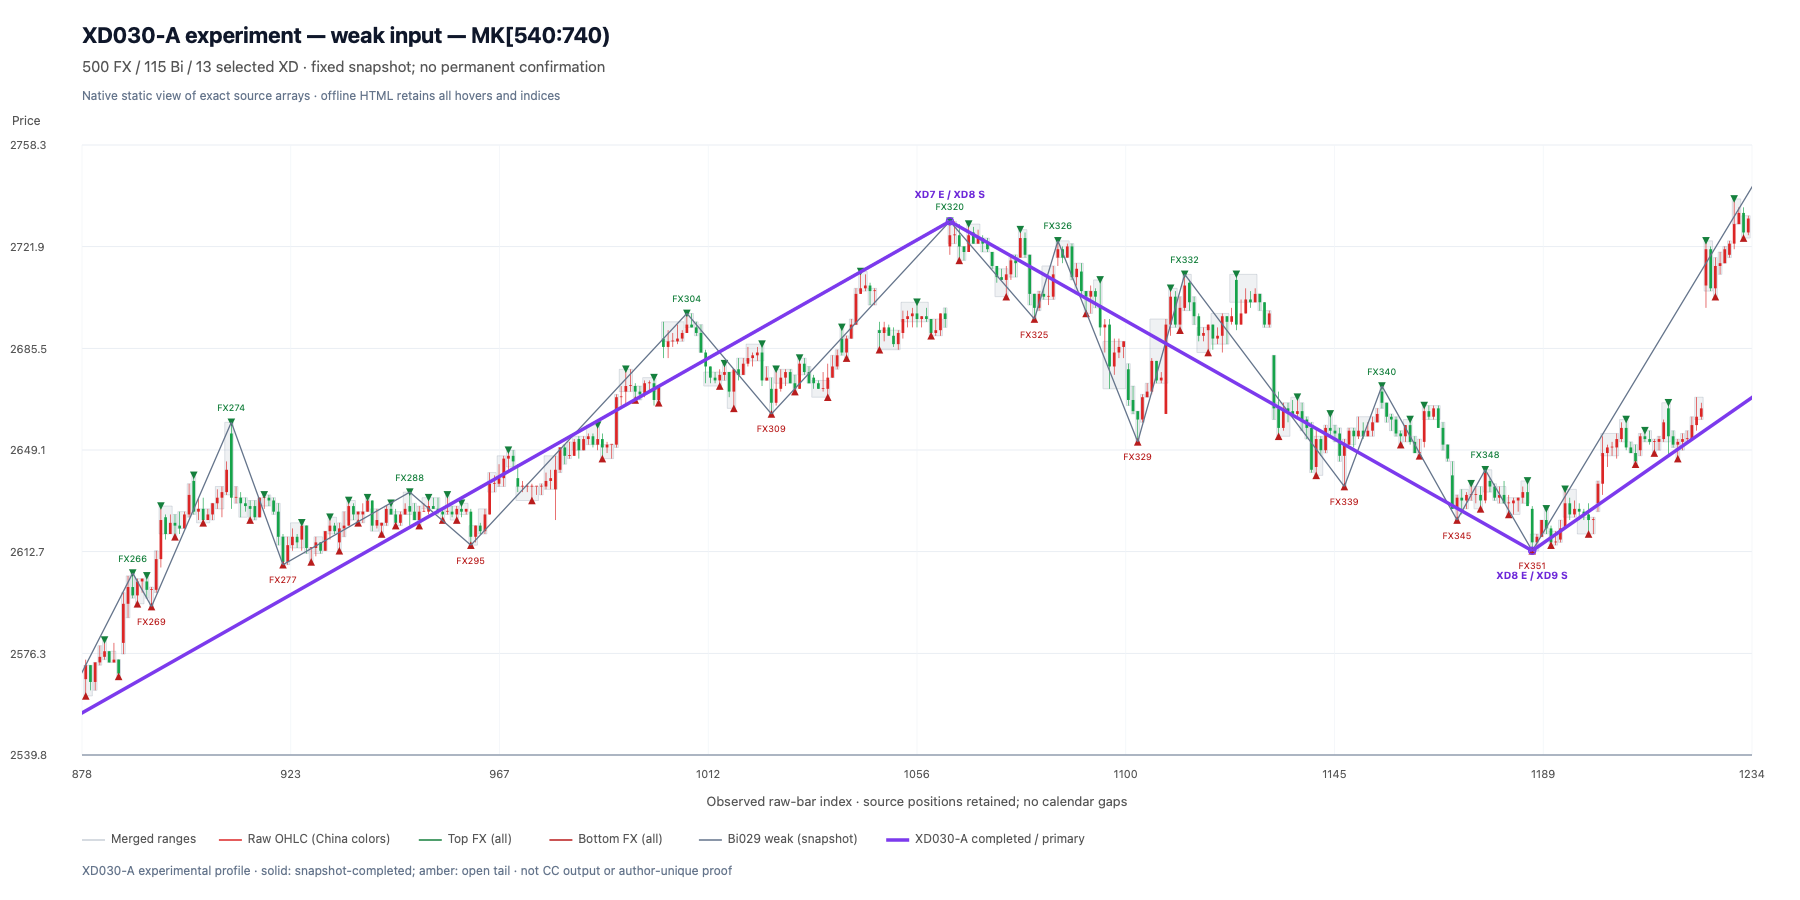 XD030-A experiment — weak input — MK[540:740)
500 FX / 115 Bi / 13 selected XD · fixed snapshot; no permanent confirmation
Native static view of exact source arrays · offline HTML retains all hovers and indices
Price
2758.3
XD7 E / XD8 S
FX320
FX326
2721.9
FX332
FX304
FX325
2685.5
FX340
FX274
FX309
2649.1
FX329
FX348
FX288
FX339
FX345
2612.7
FX266
FX295
FX351
XD8 E / XD9 S
FX277
FX269
2576.3
2539.8
878 923 967 1012 1056 1100 1145 1189 1234
Observed raw-bar index · source positions retained; no calendar gaps
Merged ranges Raw OHLC (China colors) Top FX (all) Bottom FX (all) Bi029 weak (snapshot) XD030-A completed / primary
XD030-A experimental profile · solid: snapshot-completed; amber: open tail · not CC output or author-unique proof